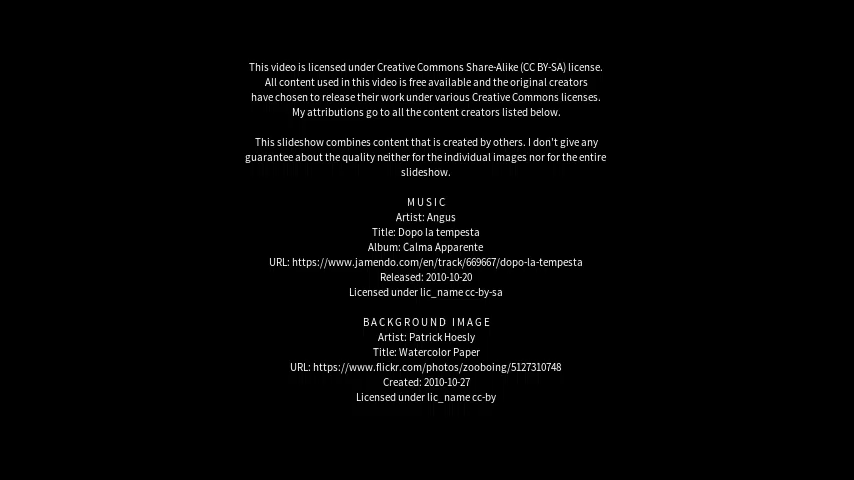 This video is licensed under Creative Commons Share-Alike (CC BY-SA) license.
All content used in this video is free available and the original creators
have chosen to release their work under various Creative Commons licenses.
My attributions go to all the content creators listed below.
This slideshow combines content that is created by others. I don't give any
guarantee about the quality neither for the individual images nor for the entire
slideshow.
MUSIC
Artist: Angus
Title: Dopo la tempesta
Album: Calma Apparente
URL: https://www.jamendo.com/en/track/669667/dopo-la-tempesta
Released: 2010-10-20
Licensed under lic_name cc-by-sa
BACKGROUND IMAGE
Artist: Patrick Hoesly
Title: Watercolor Paper
URL: https://www.flickr.com/photos/zooboing/5127310748
Created: 2010-10-27
Licensed under lic_name cc-by